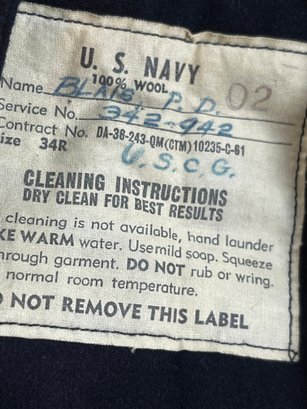 U. S. NAVY
100% WOOL
Name BLAIS, P. D. 02
Service No. 342-942
Contract No. DA-36-243-QM(CTM)10235-C-61
ize 34R U.S.C.G.
CLEANING INSTRUCTIONS
DRY CLEAN FOR BEST RESULTS
cleaning is not available, hand launder
KE WARM water. Use mild soap. Squeeze
hrough garment. DO NOT rub or wring.
normal room temperature.
O NOT REMOVE THIS LABEL